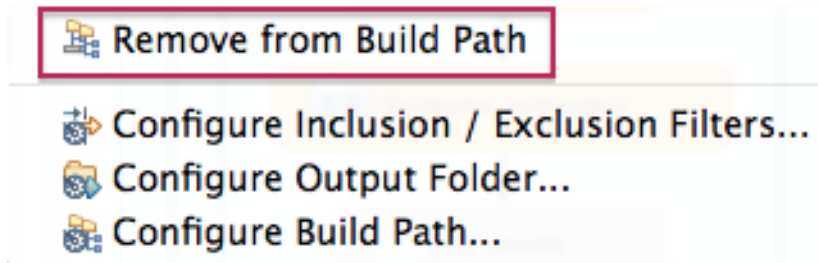 Remove from Build Path
Configure Inclusion / Exclusion Filters...
Configure Output Folder...
Configure Build Path...